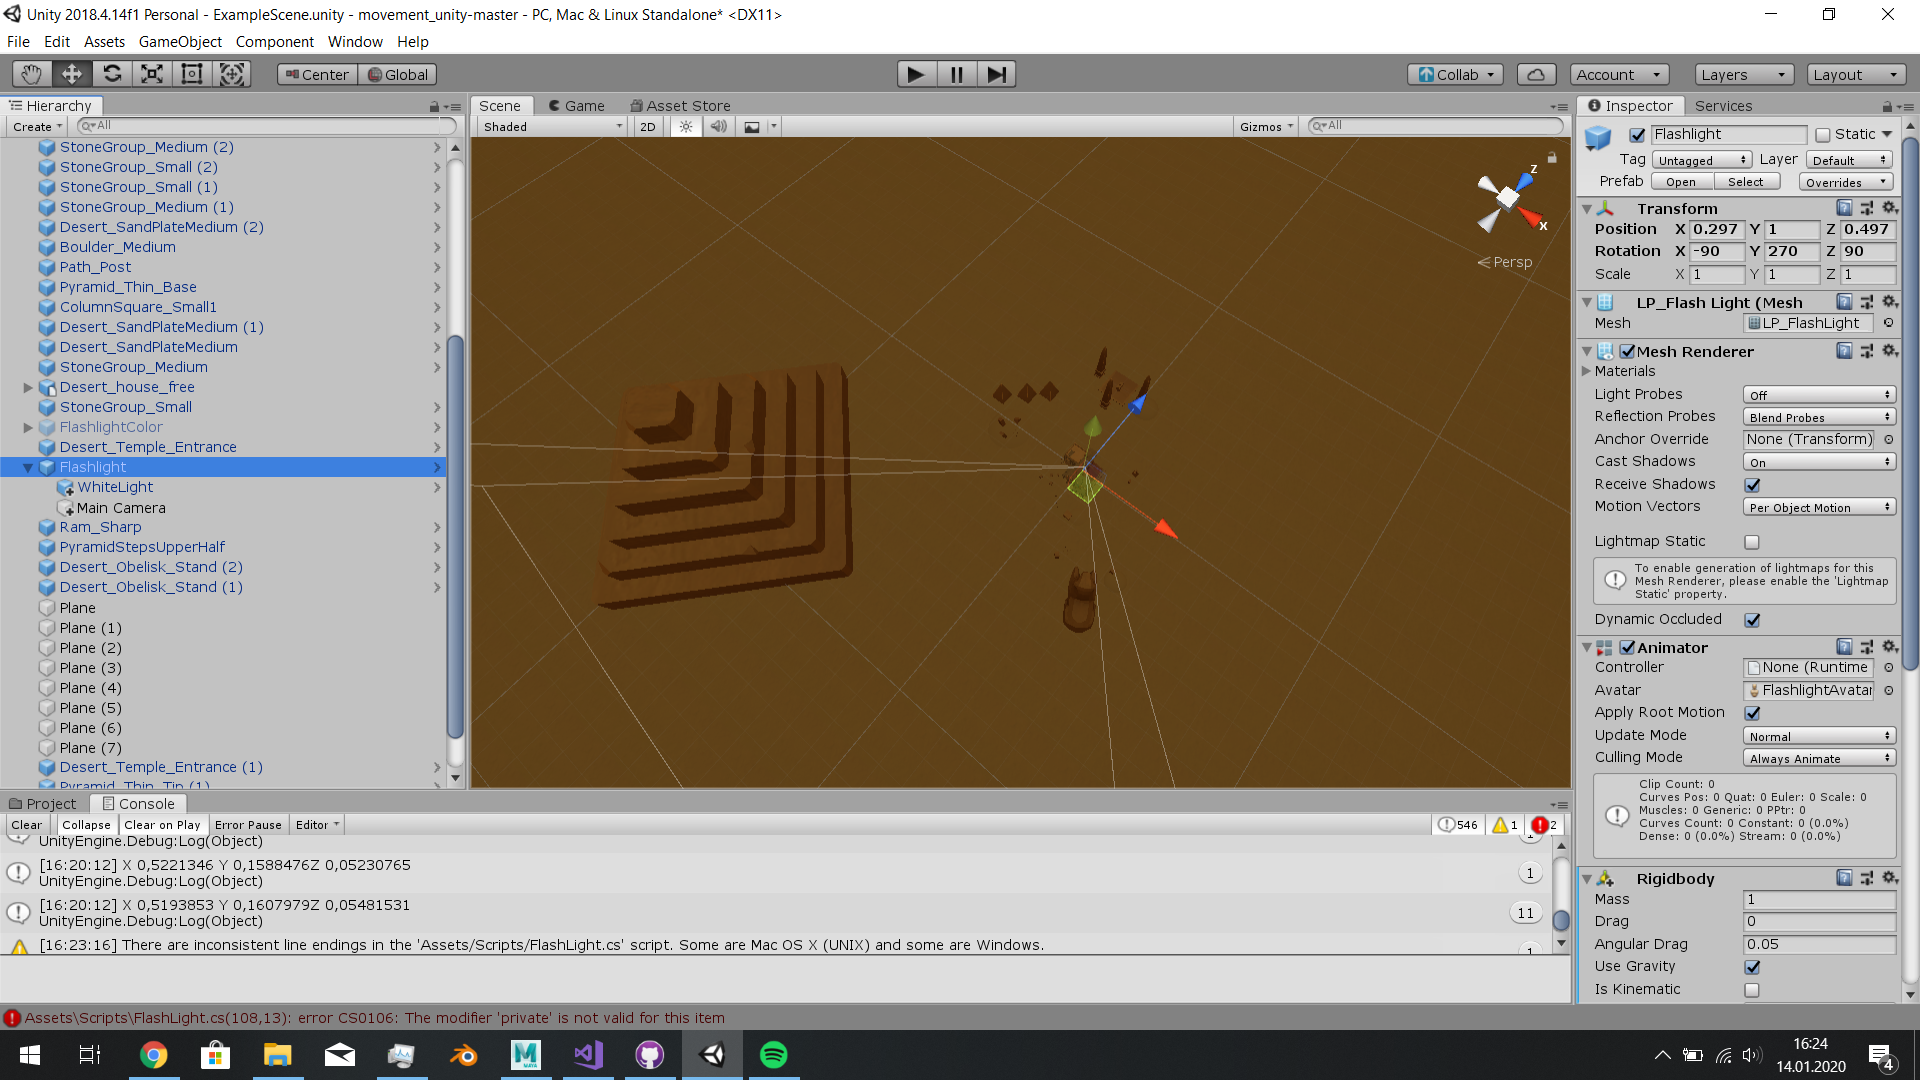 Unity 2018.4.14f1 Personal - ExampleScene.unity - movement_unity-master - PC, Mac & Linux Standalone* <DX11>
File Edit Assets GameObject Component Window Help
Center Global
Collab Account Layers Layout
Hierarchy
Create All
StoneGroup_Medium (2)
StoneGroup_Small (2)
StoneGroup_Small (1)
StoneGroup_Medium (1)
Desert_SandPlateMedium (2)
Boulder_Medium
Path_Post
Pyramid_Thin_Base
ColumnSquare_Small1
Desert_SandPlateMedium (1)
Desert_SandPlateMedium
StoneGroup_Medium
Desert_house_free
StoneGroup_Small
FlashlightColor
Desert_Temple_Entrance
Flashlight
WhiteLight
Main Camera
Ram_Sharp
PyramidStepsUpperHalf
Desert_Obelisk_Stand (2)
Desert_Obelisk_Stand (1)
Plane
Plane (1)
Plane (2)
Plane (3)
Plane (4)
Plane (5)
Plane (6)
Plane (7)
Desert_Temple_Entrance (1)
Pyramid_Thin_Tip (1)
Scene Game Asset Store
Shaded 2D Gizmos All
z
x
Persp
Inspector Services
Flashlight Static
Tag Untagged Layer Default
Prefab Open Select Overrides
Transform
Position X 0.297 Y 1 Z 0.497
Rotation X -90 Y 270 Z 90
Scale X 1 Y 1 Z 1
LP_Flash Light (Mesh
Mesh LP_FlashLight
Mesh Renderer
Materials
Light Probes Off
Reflection Probes Blend Probes
Anchor Override None (Transform)
Cast Shadows On
Receive Shadows
Motion Vectors Per Object Motion
Lightmap Static
To enable generation of lightmaps for this
Mesh Renderer, please enable the 'Lightmap
Static' property.
Dynamic Occluded
Animator
Controller None (Runtime
Avatar FlashlightAvatar
Apply Root Motion
Update Mode Normal
Culling Mode Always Animate
Clip Count: 0
Curves Pos: 0 Quat: 0 Euler: 0 Scale: 0
Muscles: 0 Generic: 0 PPtr: 0
Curves Count: 0 Constant: 0 (0.0%)
Dense: 0 (0.0%) Stream: 0 (0.0%)
Rigidbody
Mass 1
Drag 0
Angular Drag 0.05
Use Gravity
Is Kinematic
Project Console
Clear Collapse Clear on Play Error Pause Editor 546 1 2
UnityEngine.Debug:Log(Object)
[16:20:12] X 0,5221346 Y 0,1588476Z 0,05230765
UnityEngine.Debug:Log(Object) 1
[16:20:12] X 0,5193853 Y 0,1607979Z 0,05481531
UnityEngine.Debug:Log(Object) 11
[16:23:16] There are inconsistent line endings in the 'Assets/Scripts/FlashLight.cs' script. Some are Mac OS X (UNIX) and some are Windows. 1
Assets\Scripts\FlashLight.cs(108,13): error CS0106: The modifier 'private' is not valid for this item
16:24
14.01.2020
4